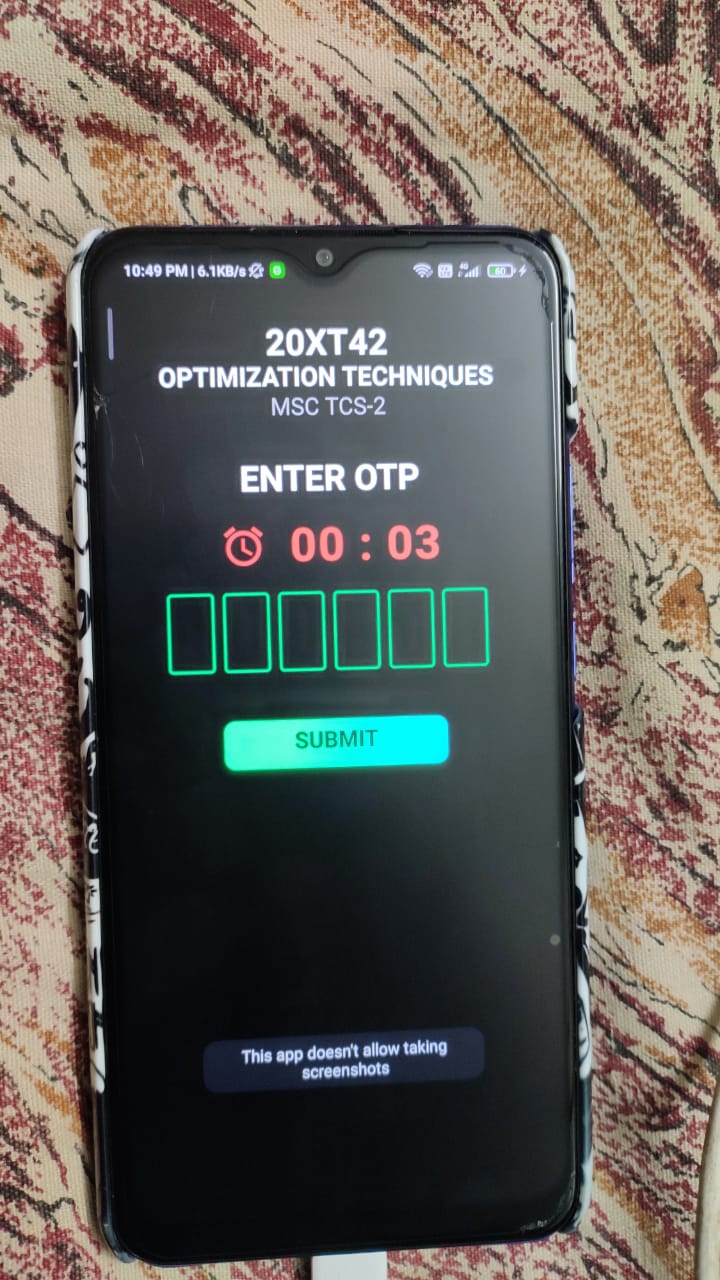 10:49 PM | 6.1KB/s
4G
60
20XT42
OPTIMIZATION TECHNIQUES
MSC TCS-2
ENTER OTP
00 : 03
SUBMIT
This app doesn't allow taking
screenshots